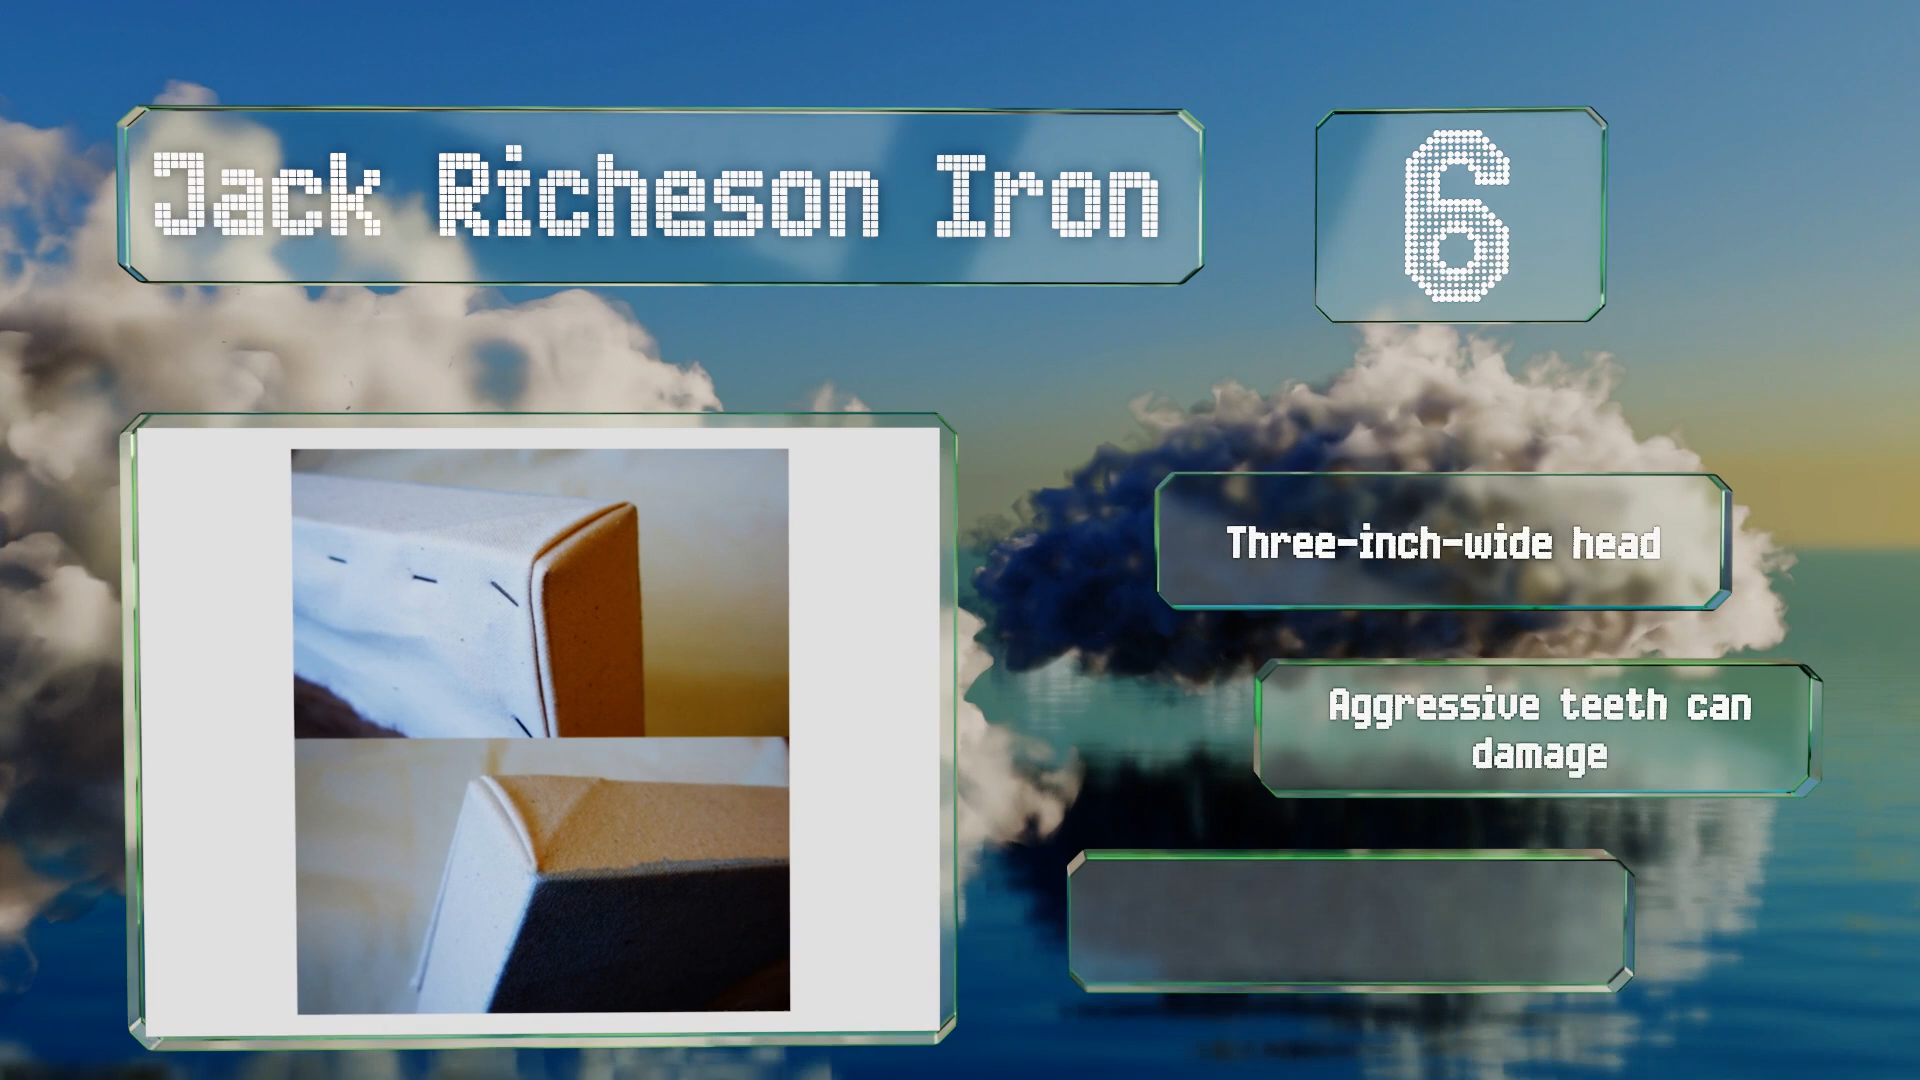 Jack Richeson Iron
6
Three-inch-wide head
Aggressive teeth can
damage